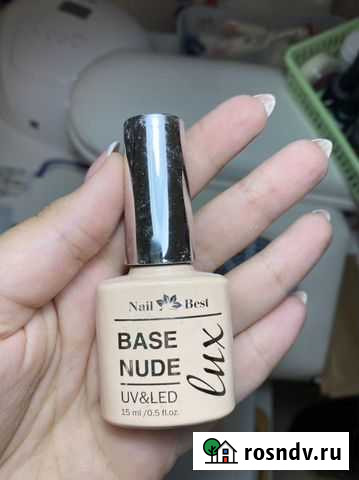 Nail Best
BASE
NUDE
lux
UV&LED
15 ml /0.5 fl.oz.
rosndv.ru